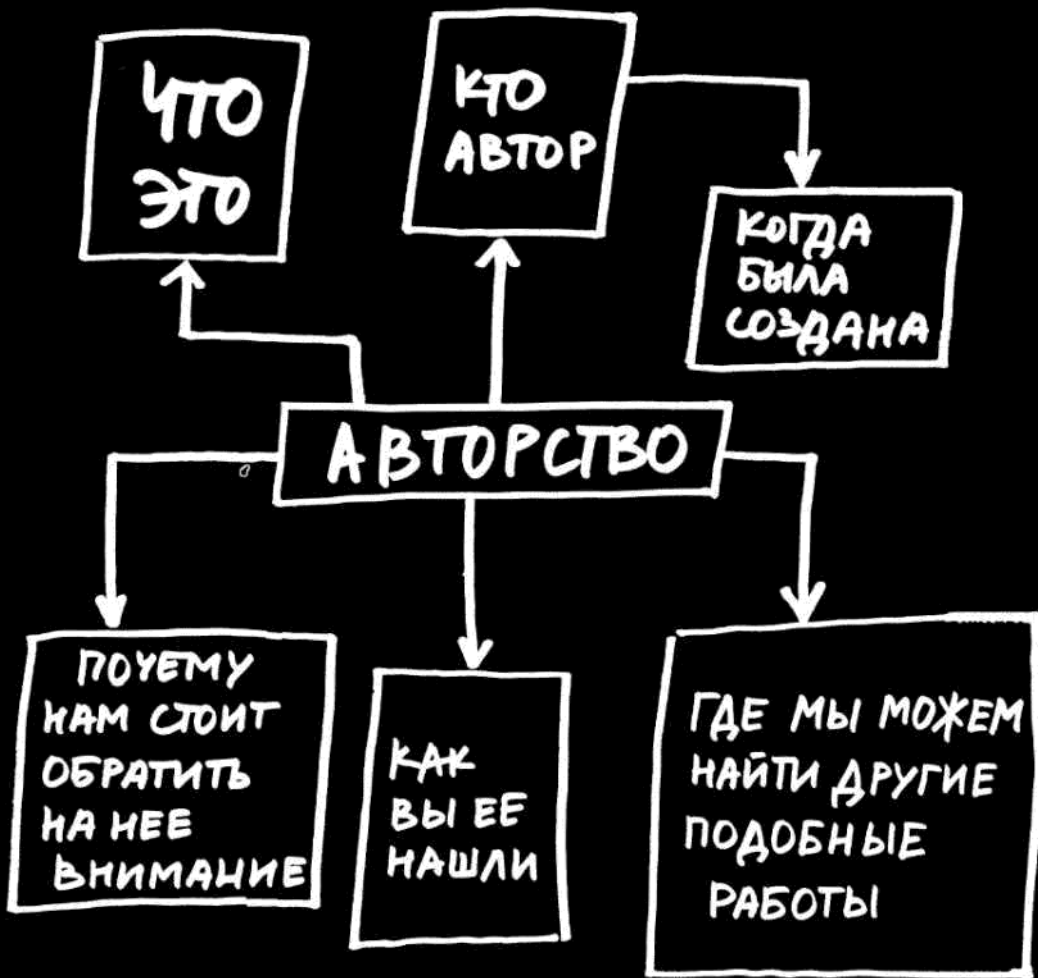 ЧТО
ЭТО
КТО
АВТОР
КОГДА
БЫЛА
СОЗДАНА
АВТОРСТВО
ПОЧЕМУ
НАМ СТОИТ
ОБРАТИТЬ
НА НЕЕ
ВНИМАНИЕ
КАК
ВЫ ЕЕ
НАШЛИ
ГДЕ МЫ МОЖЕМ
НАЙТИ ДРУГИЕ
ПОДОБНЫЕ
РАБОТЫ